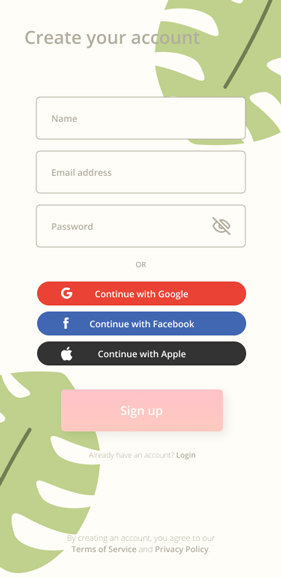 Create your account
Name
Email address
Password
OR
Continue with Google
Continue with Facebook
Continue with Apple
Sign up
Already have an account? Login
By creating an account, you agree to our
Terms of Service and Privacy Policy.